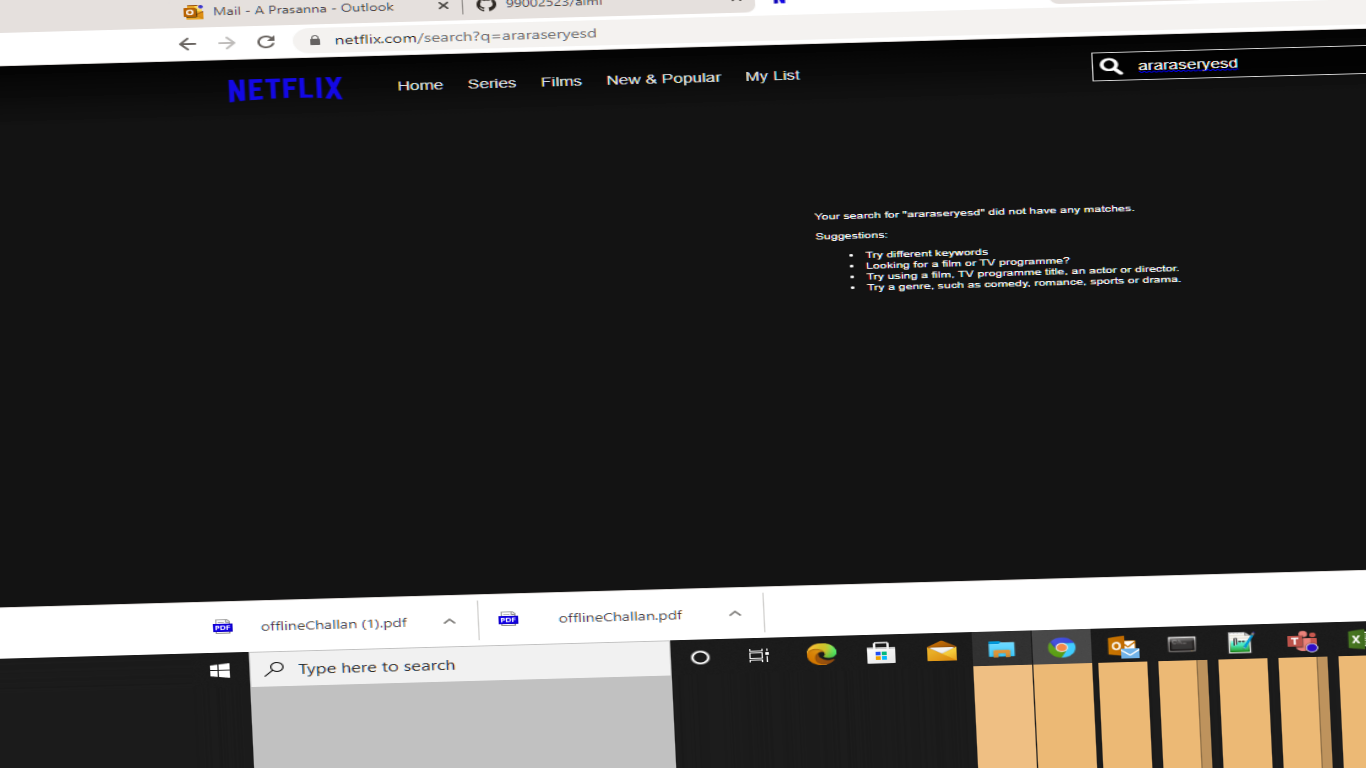 Mail - A Prasanna - Outlook
99002523/
netflix.com/search?q=araraseryesd
NETFLIX Home Series Films New & Popular My List araraseryesd
Your search for "araraseryesd" did not have any matches.
Suggestions:
Try different keywords
Looking for a film or TV programme?
Try using a film, TV programme title, an actor or director.
Try a genre, such as comedy, romance, sports or drama.
offlineChallan (1).pdf offlineChallan.pdf
PDF PDF
Type here to search